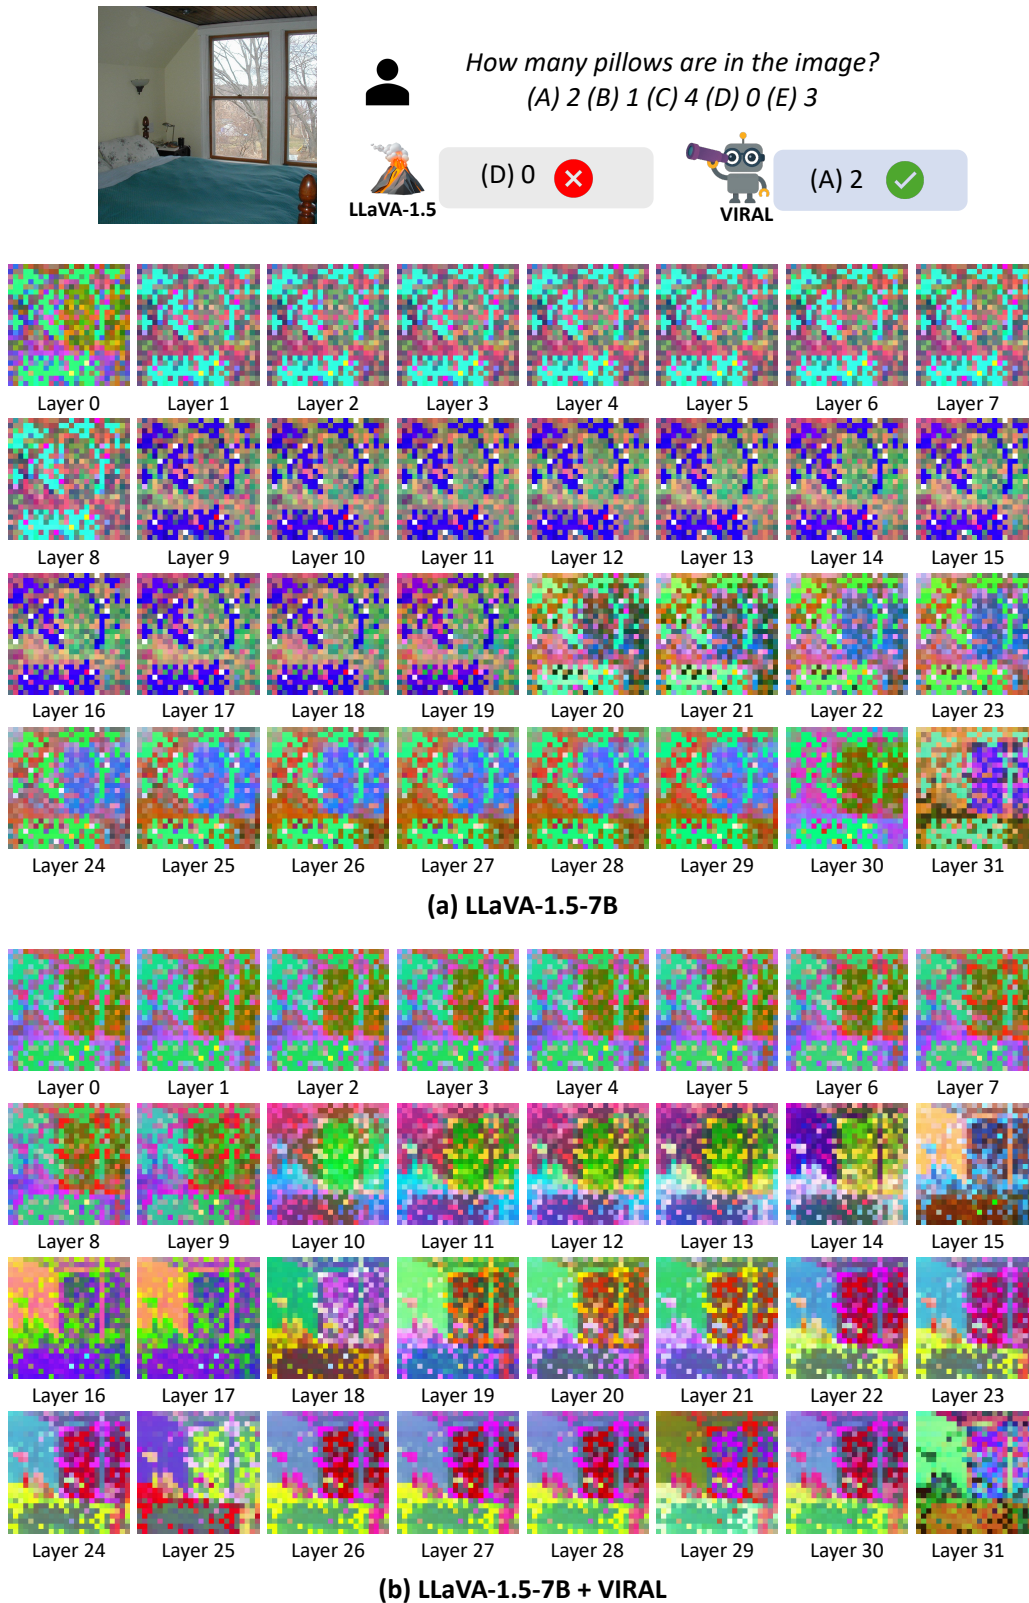 How many pillows are in the image?
(A) 2 (B) 1 (C) 4 (D) 0 (E) 3
(D) 0
(A) 2
LLaVA-1.5
VIRAL
Layer 0 Layer 1 Layer 2 Layer 3 Layer 4 Layer 5 Layer 6 Layer 7
Layer 8 Layer 9 Layer 10 Layer 11 Layer 12 Layer 13 Layer 14 Layer 15
Layer 16 Layer 17 Layer 18 Layer 19 Layer 20 Layer 21 Layer 22 Layer 23
Layer 24 Layer 25 Layer 26 Layer 27 Layer 28 Layer 29 Layer 30 Layer 31
(a) LLaVA-1.5-7B
Layer 0 Layer 1 Layer 2 Layer 3 Layer 4 Layer 5 Layer 6 Layer 7
Layer 8 Layer 9 Layer 10 Layer 11 Layer 12 Layer 13 Layer 14 Layer 15
Layer 16 Layer 17 Layer 18 Layer 19 Layer 20 Layer 21 Layer 22 Layer 23
Layer 24 Layer 25 Layer 26 Layer 27 Layer 28 Layer 29 Layer 30 Layer 31
(b) LLaVA-1.5-7B + VIRAL